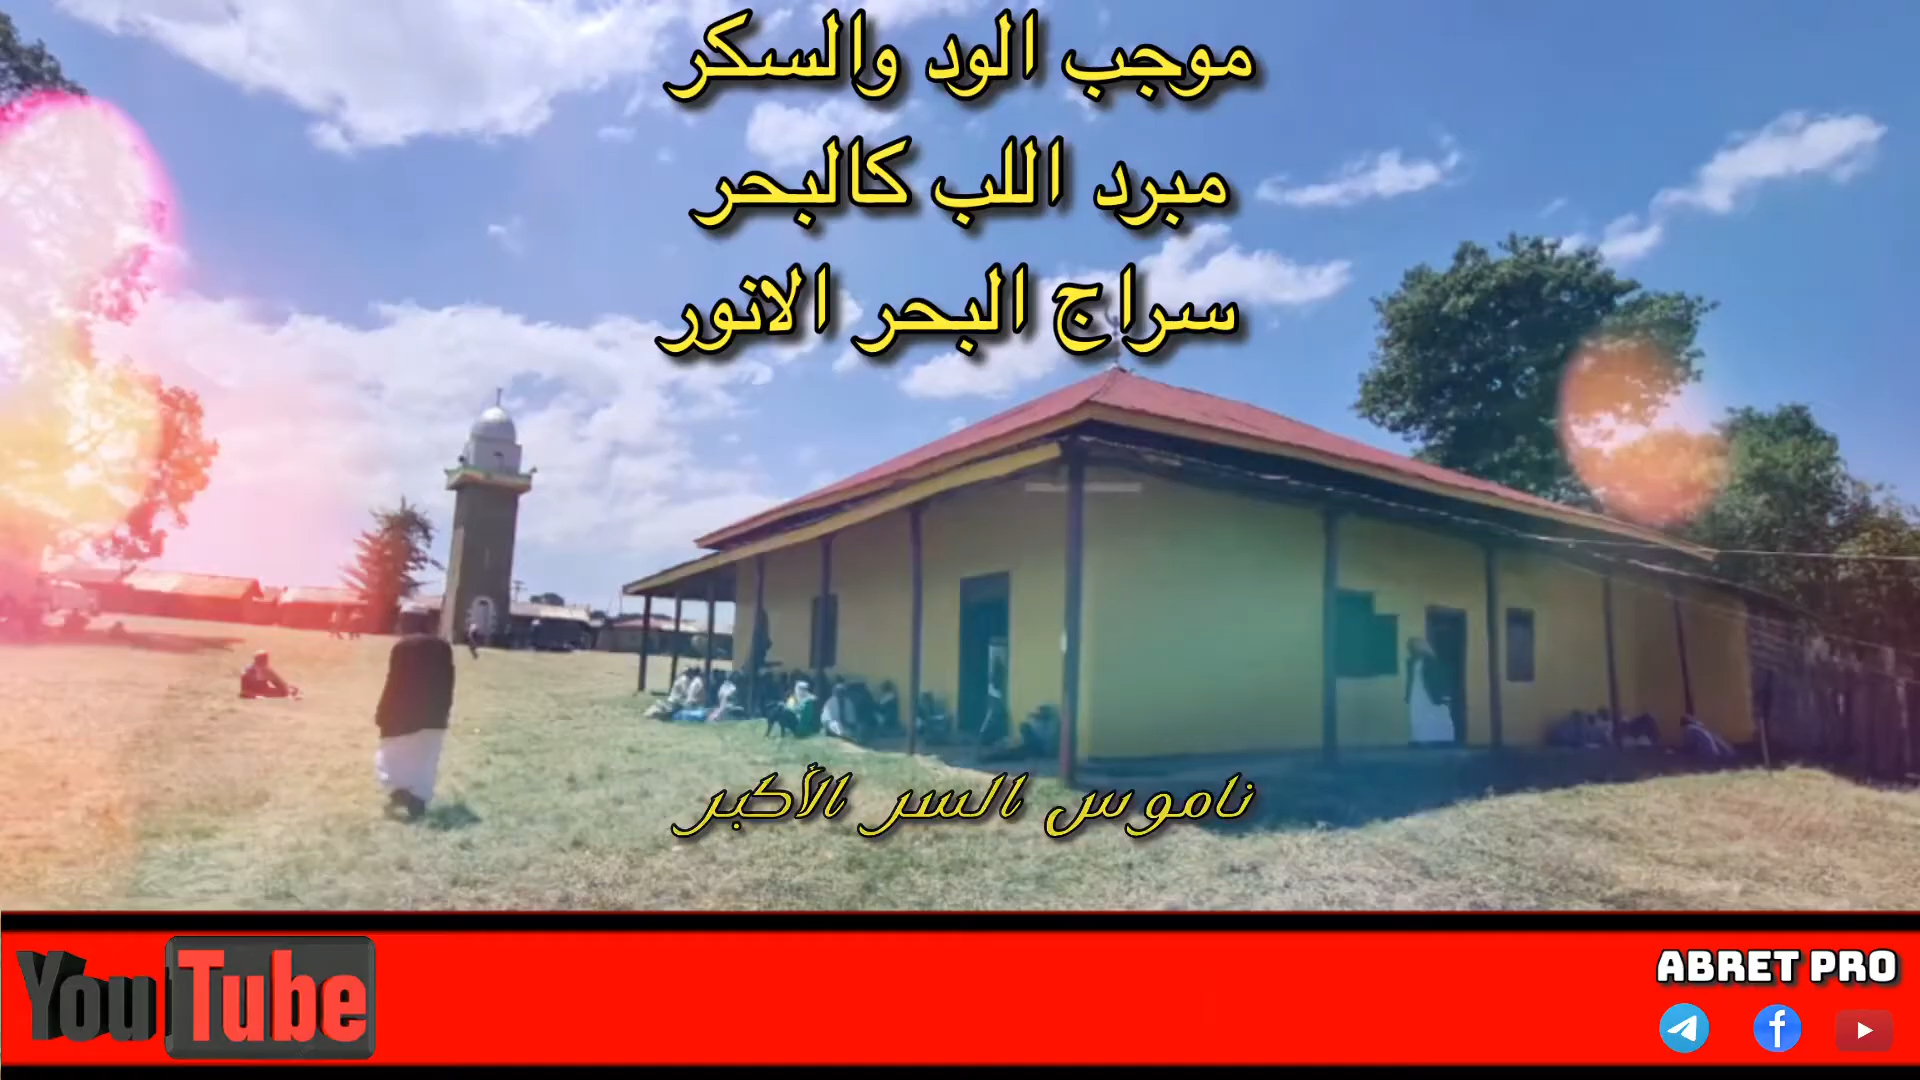 موجب الود والسكر
مبرد اللب كالبحر
سراج البحر الانور
ناموس السر الأكبر
YouTube
ABRET PRO